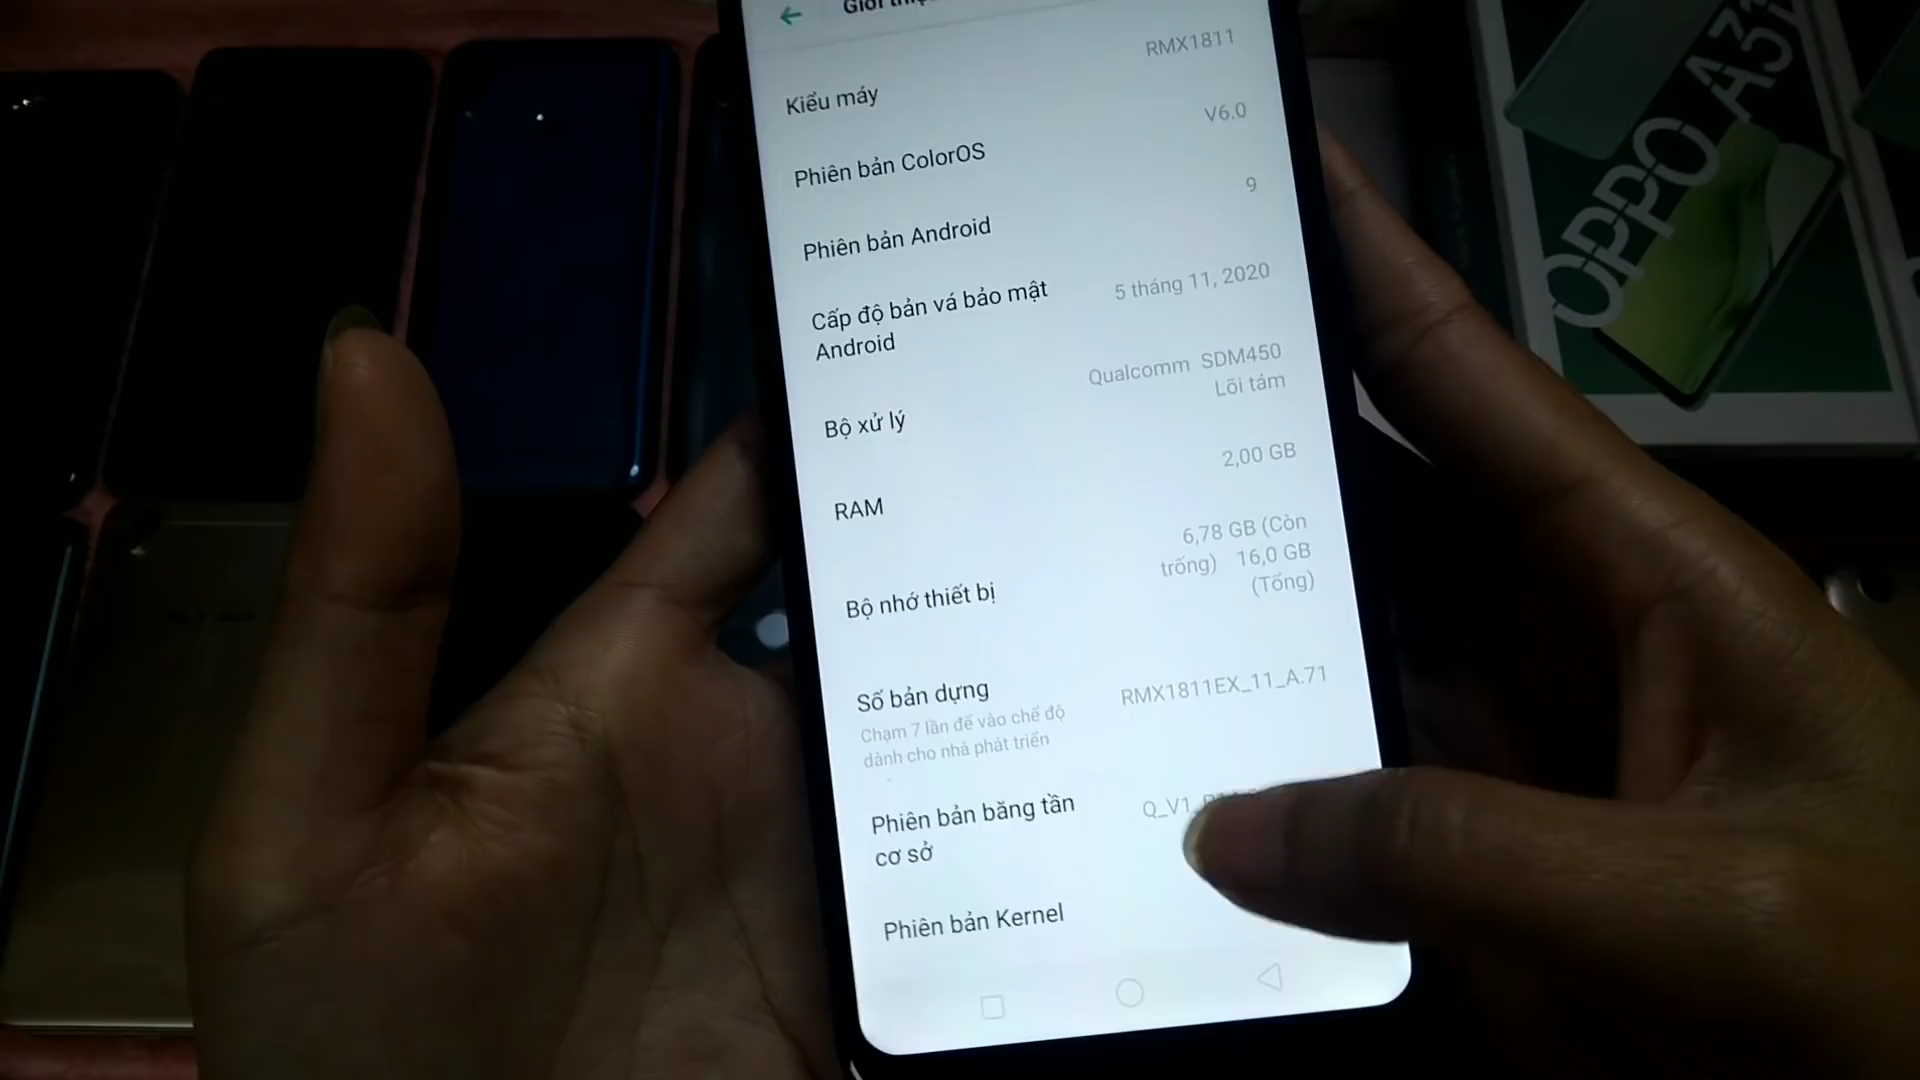 RMX1811
Kiểu máy
V6.0
Phiên bản ColorOS
9
Phiên bản Android
Cấp độ bản vá bảo mật
Android
5 tháng 11, 2020
Qualcomm SDM450
Lõi tám
Bộ xử lý
2,00 GB
RAM
6,78 GB (Còn
trống) 16,0 GB
(Tổng)
Bộ nhớ thiết bị
Số bản dựng
RMX1811EX_11_A.71
Chạm 7 lần để vào chế độ
dành cho nhà phát triển
Phiên bản băng tần
cơ sở
Q_V1
Phiên bản Kernel
OPPO A31